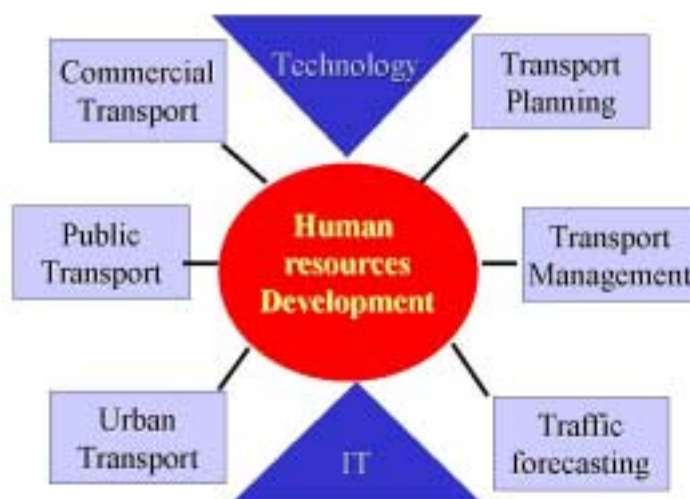 Commercial
Transport
Technology
Transport
Planning
Public
Transport
Human
resources
Development
Transport
Management
Urban
Transport
IT
Traffic
forecasting